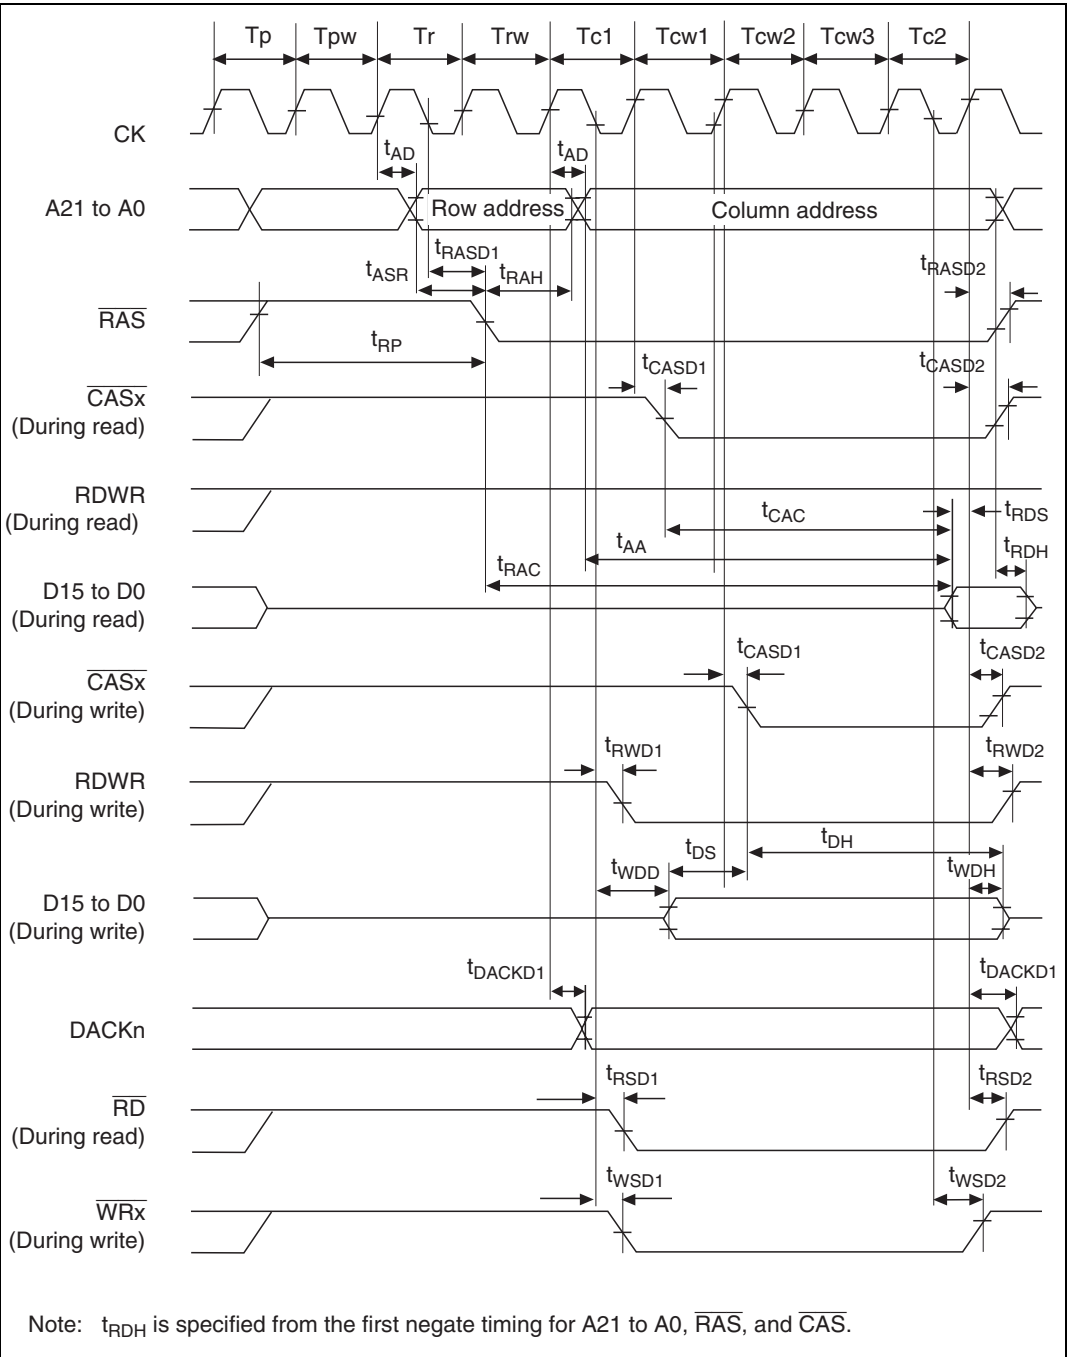 Tp Tpw Tr Trw Tc1 Tcw1 Tcw2 Tcw3 Tc2
CK
tAD tAD
A21 to A0 Row address Column address
tRASD1 tRASD2
tASR tRAH
RAS
tRP
tCASD1 tCASD2
CASx
(During read)
RDWR
(During read)
tCAC tRDS
tAA tRDH
tRAC
D15 to D0
(During read)
tCASD1 tCASD2
CASx
(During write)
tRWD1 tRWD2
RDWR
(During write)
tDS tDH
tWDD tWDH
D15 to D0
(During write)
tDACKD1 tDACKD1
DACKn
tRSD1 tRSD2
RD
(During read)
tWSD1 tWSD2
WRx
(During write)
Note: tRDH is specified from the first negate timing for A21 to A0, RAS, and CAS.